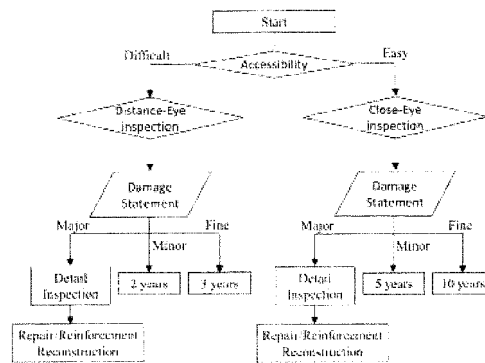 Start
Difficult
Accessibility
Easy
Distance-Eye
inspection
Close-Eye
inspection
Damage
Statement
Damage
Statement
Major
Fine
Minor
Major
Fine
Minor
Detail
Inspection
2 years
3 years
Detail
Inspection
5 years
10 years
Repair/Reinforcement
Reconstruction
Repair/Reinforcement
Reconstruction